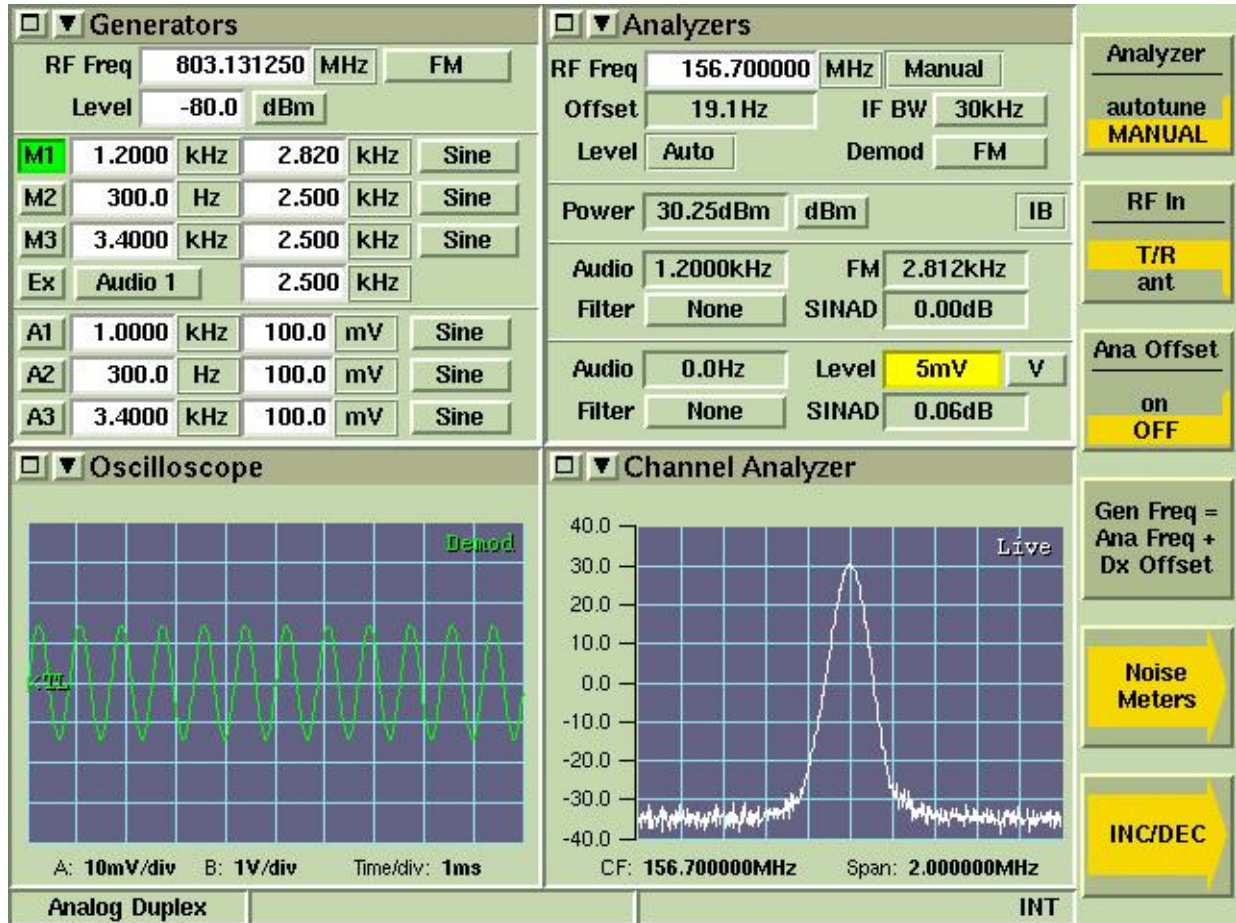 Generators
RF Freq 803.131250 MHz FM
Level -80.0 dBm
M1 1.2000 kHz 2.820 kHz Sine
M2 300.0 Hz 2.500 kHz Sine
M3 3.4000 kHz 2.500 kHz Sine
Ex Audio 1 2.500 kHz
A1 1.0000 kHz 100.0 mV Sine
A2 300.0 Hz 100.0 mV Sine
A3 3.4000 kHz 100.0 mV Sine
Analyzers
RF Freq 156.700000 MHz Manual
Offset 19.1Hz IF BW 30kHz
Level Auto Demod FM
Power 30.25dBm dBm IB
Audio 1.2000kHz FM 2.812kHz
Filter None SINAD 0.00dB
Audio 0.0Hz Level 5mV V
Filter None SINAD 0.06dB
Oscilloscope
Demod
<TL
A: 10mV/div B: 1V/div Time/div: 1ms
Channel Analyzer
Live
40.0
30.0
20.0
10.0
0.0
-10.0
-20.0
-30.0
-40.0
CF: 156.700000MHz Span: 2.000000MHz
Analyzer
autotune
MANUAL
RF In
T/R
ant
Ana Offset
on
OFF
Gen Freq =
Ana Freq +
Dx Offset
Noise
Meters
INC/DEC
Analog Duplex INT